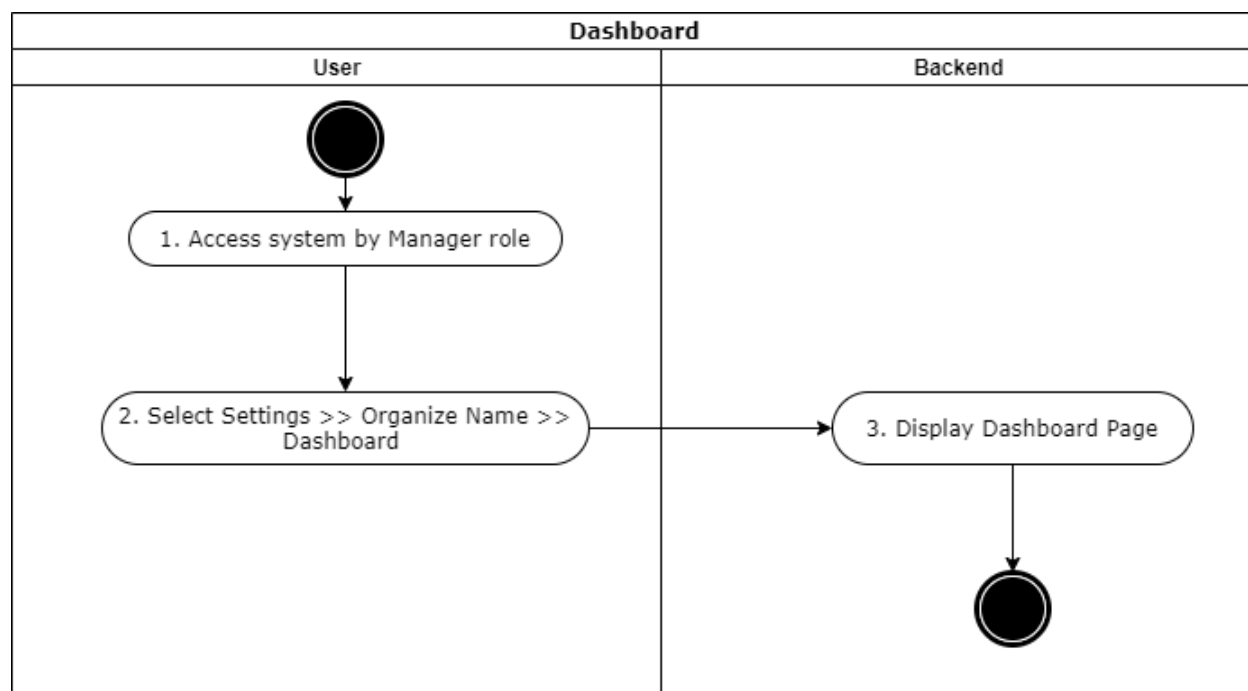 Dashboard
User
Backend
1. Access system by Manager role
2. Select Settings >> Organize Name >>
Dashboard
3. Display Dashboard Page